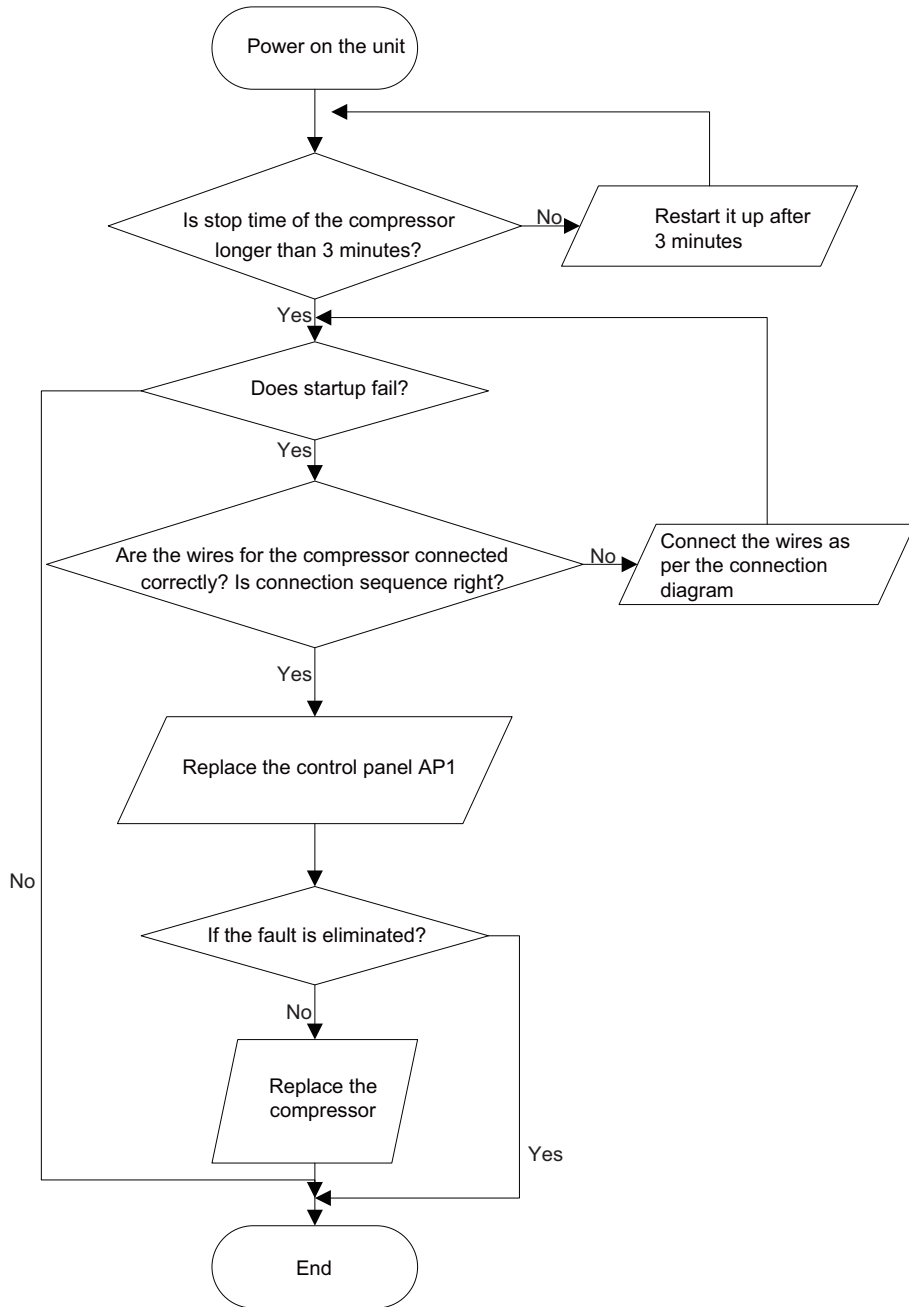 Power on the unit
Is stop time of the compressor
longer than 3 minutes?
No
Restart it up after
3 minutes
Yes
Does startup fail?
Yes
Are the wires for the compressor connected
correctly? Is connection sequence right?
No
Connect the wires as
per the connection
diagram
Yes
Replace the control panel AP1
No
If the fault is eliminated?
No
Replace the
compressor
Yes
End